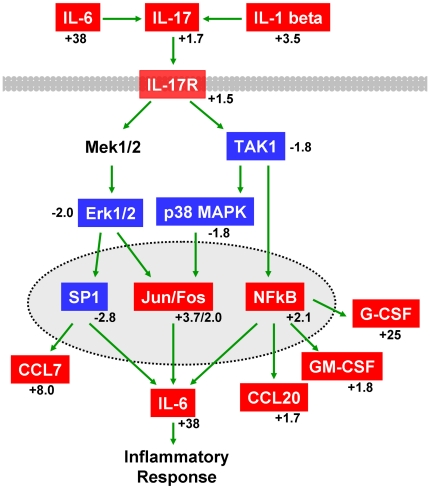 IL-6 IL-17 IL-1 beta
+38 +1.7 +3.5
IL-17R
+1.5
Mek1/2 TAK1 -1.8
-2.0 Erk1/2 p38 MAPK
-1.8
SP1 Jun/Fos NFkB
-2.8 +3.7/2.0 +2.1
G-CSF
+25
CCL7 GM-CSF
+8.0 +1.8
IL-6 CCL20
+38 +1.7
Inflammatory
Response